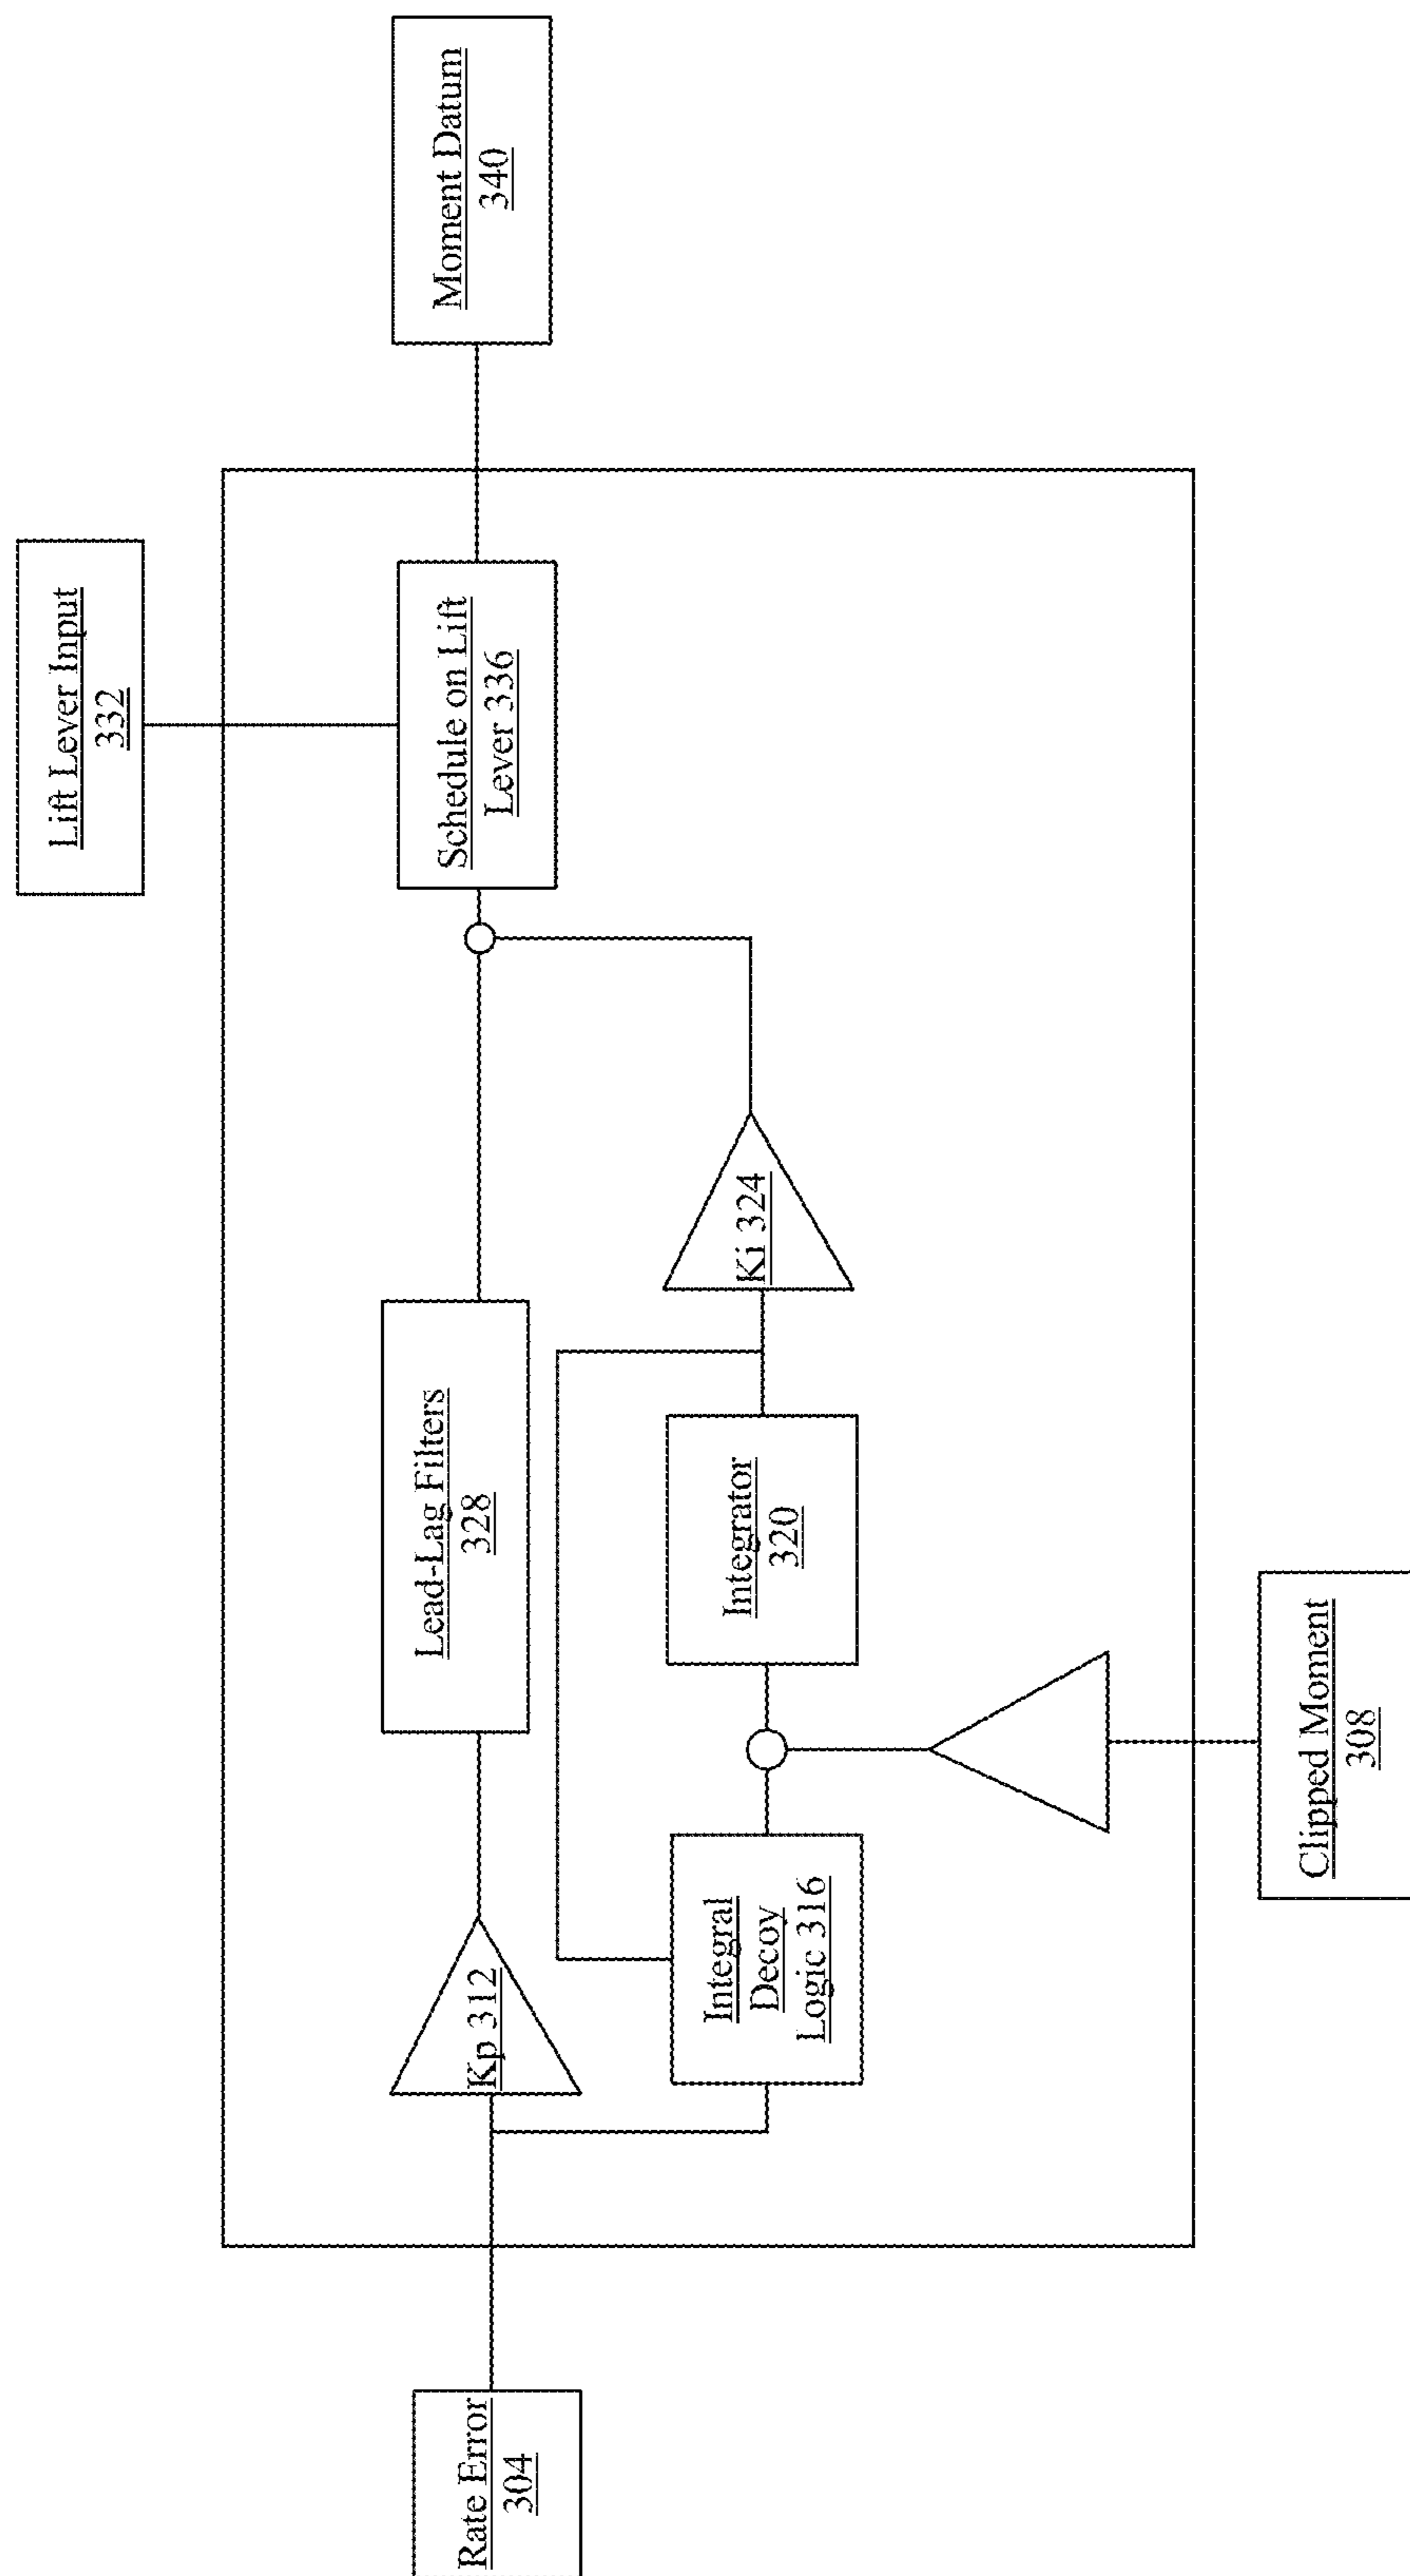 Lift Lever Input
332
Rate Error
304
Kp 312
Lead-Lag Filters
328
Schedule on Lift
Lever 336
Moment Datum
340
Integral
Decoy
Logic 316
Integrator
320
Ki 324
Clipped Moment
308